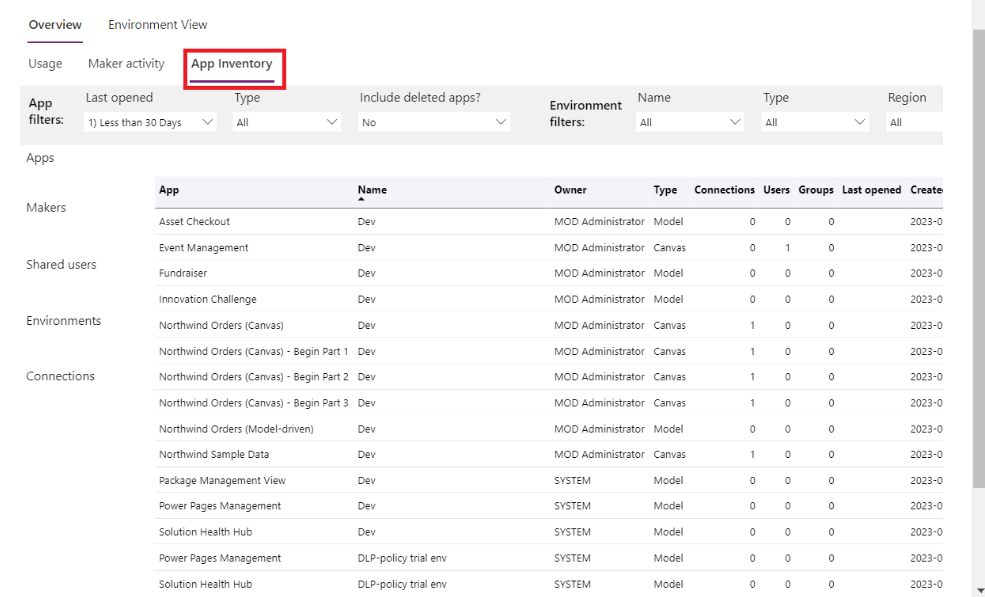 Overview Environment View
Usage Maker activity App Inventory
App filters: Last opened Type Include deleted apps? Environment filters: Name Type Region
1) Less than 30 Days All No All All All
Apps
Makers
Shared users
Environments
Connections
App Name Owner Type Connections Users Groups Last opened Create
Asset Checkout Dev MOD Administrator Model 0 0 0 2023-0
Event Management Dev MOD Administrator Canvas 0 1 0 2023-0
Fundraiser Dev MOD Administrator Model 0 0 0 2023-0
Innovation Challenge Dev MOD Administrator Model 0 0 0 2023-0
Northwind Orders (Canvas) Dev MOD Administrator Canvas 1 0 0 2023-0
Northwind Orders (Canvas) - Begin Part 1 Dev MOD Administrator Canvas 1 0 0 2023-0
Northwind Orders (Canvas) - Begin Part 2 Dev MOD Administrator Canvas 1 0 0 2023-0
Northwind Orders (Canvas) - Begin Part 3 Dev MOD Administrator Canvas 1 0 0 2023-0
Northwind Orders (Model-driven) Dev MOD Administrator Model 0 0 0 2023-0
Northwind Sample Data Dev MOD Administrator Canvas 1 0 0 2023-0
Package Management View Dev SYSTEM Model 0 0 0 2023-0
Power Pages Management Dev SYSTEM Model 0 0 0 2023-0
Solution Health Hub Dev SYSTEM Model 0 0 0 2023-0
Power Pages Management DLP-policy trial env SYSTEM Model 0 0 0 2023-0
Solution Health Hub DLP-policy trial env SYSTEM Model 0 0 0 2023-0